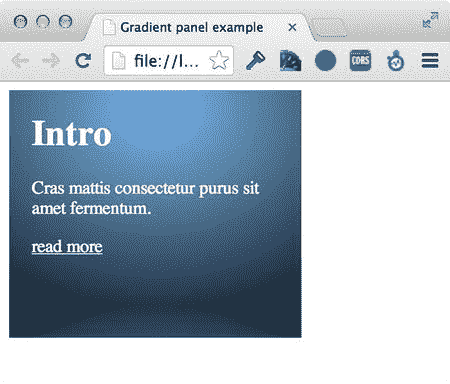 Gradient panel example
file://l...
CORS
Intro
Cras mattis consectetur purus sit
amet fermentum.
read more